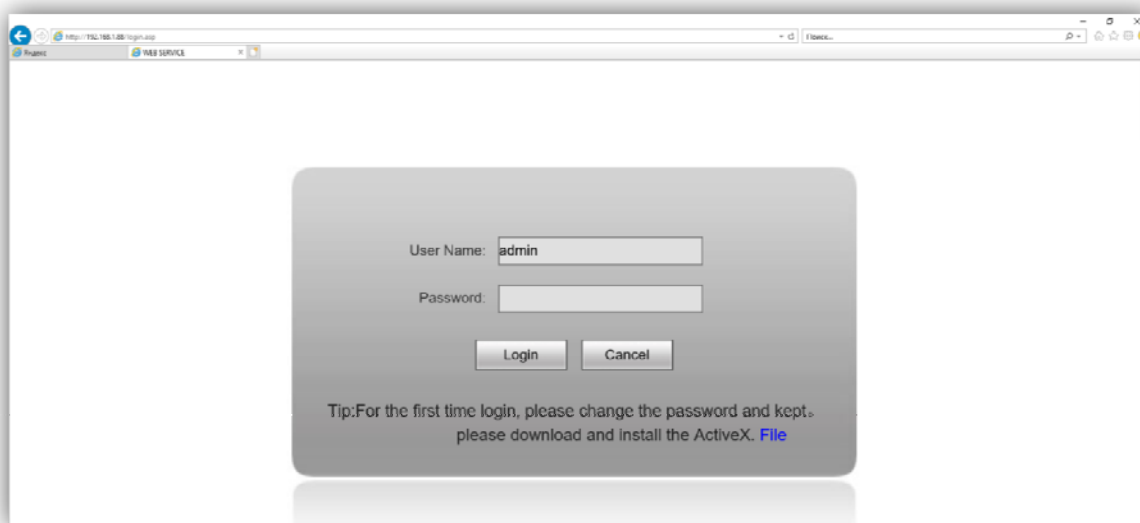 http://192.168.1.88/login.asp
Поиск...
Яндекс
WEB SERVICE
User Name: admin
Password:
Login Cancel
Tip:For the first time login, please change the password and kept。
please download and install the ActiveX. File